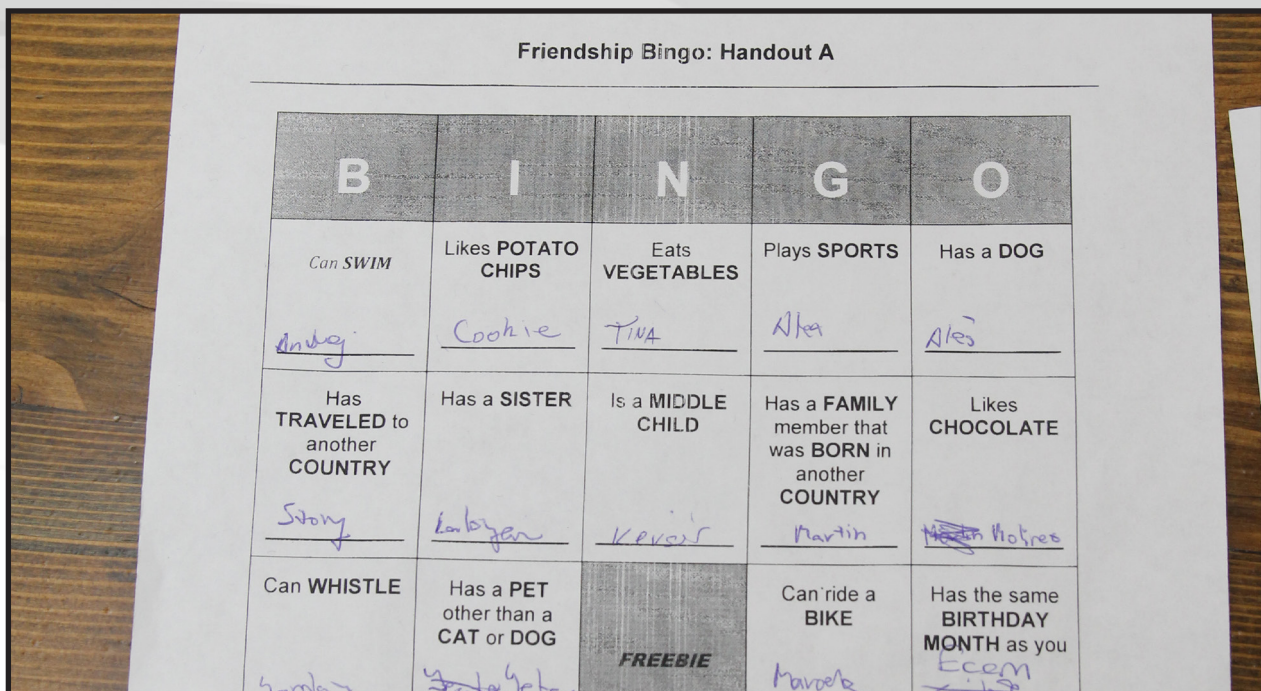 Friendship Bingo: Handout A
B I N G O
Can SWIM
Likes POTATO
CHIPS
Eats
VEGETABLES
Plays SPORTS
Has a DOG
Cookie
TINA
Aleš
Has
TRAVELED to
another
COUNTRY
Has a SISTER
Is a MIDDLE
CHILD
Has a FAMILY
member that
was BORN in
another
COUNTRY
Likes
CHOCOLATE
Martin
Can WHISTLE
Has a PET
other than a
CAT or DOG
FREEBIE
Can ride a
BIKE
Has the same
BIRTHDAY
MONTH as you
Ecem